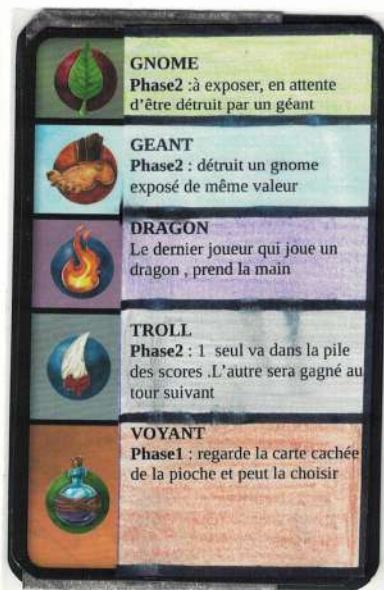 GNOME
Phase2 :à exposer, en attente
d'être détruit par un géant
GEANT
Phase2 : détruit un gnome
exposé de même valeur
DRAGON
Le dernier joueur qui joue un
dragon , prend la main
TROLL
Phase2 : 1 seul va dans la pile
des scores .L'autre sera gagné au
tour suivant
VOYANT
Phase1 : regarde la carte cachée
de la pioche et peut la choisir